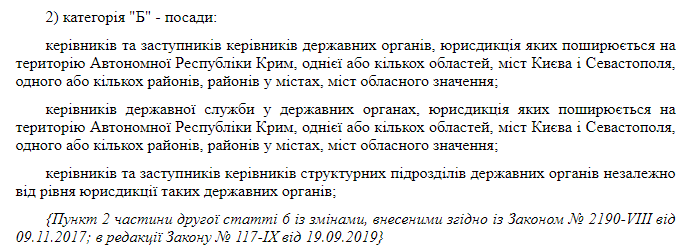 2) категорія "Б" - посади:
керівників та заступників керівників державних органів, юрисдикція яких поширюється на
територію Автономної Республіки Крим, однієї або кількох областей, міст Києва і Севастополя,
одного або кількох районів, районів у містах, міст обласного значення;
керівників державної служби у державних органах, юрисдикція яких поширюється на
територію Автономної Республіки Крим, однієї або кількох областей, міст Києва і Севастополя,
одного або кількох районів, районів у містах, міст обласного значення;
керівників та заступників керівників структурних підрозділів державних органів незалежно
від рівня юрисдикції таких державних органів;
{Пункт 2 частини другої статті 6 із змінами, внесеними згідно із Законом № 2190-VIII від
09.11.2017; в редакції Закону № 117-IX від 19.09.2019}